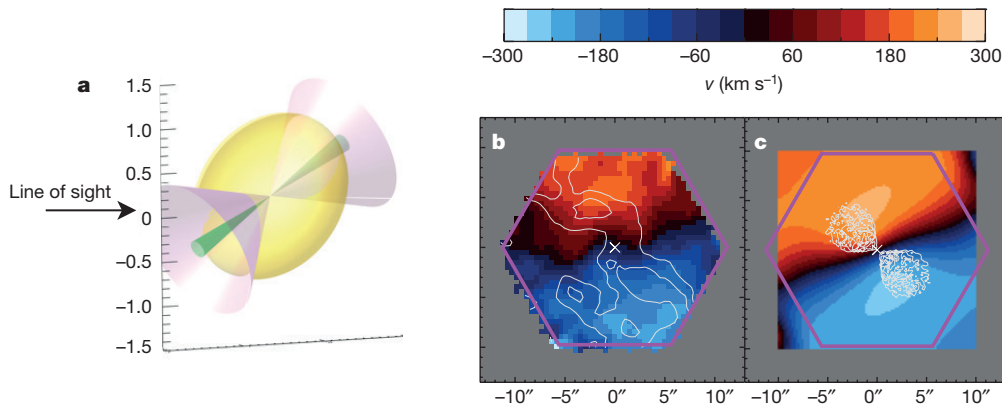 −300 −180 −60 60 180 300
v (km s−1)
a
1.5
1.0
0.5
0
−0.5
−1.0
−1.5
Line of sight
b
c
−10″ −5″ 0″ 5″ 10″
−10″ −5″ 0″ 5″ 10″